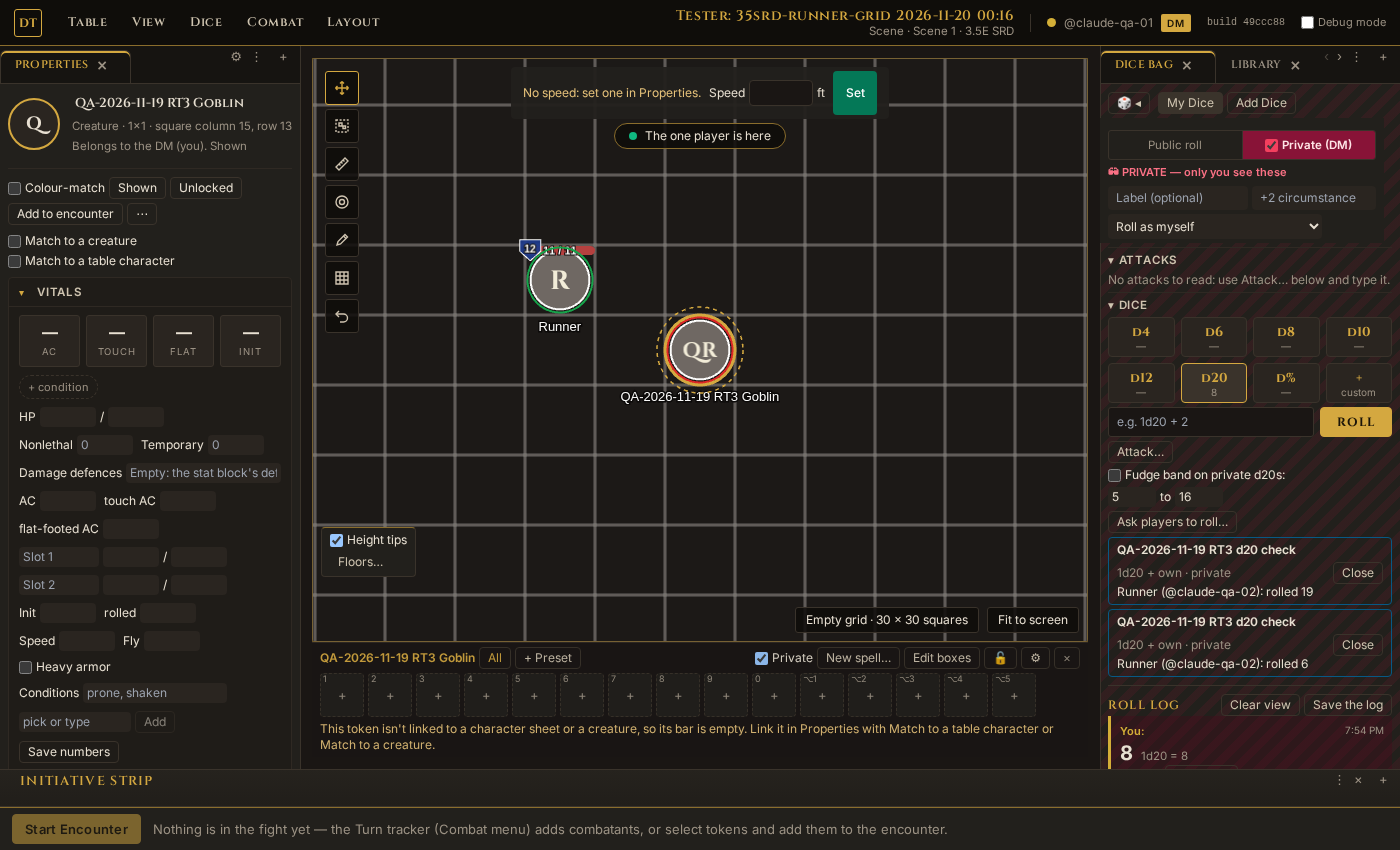 DT
TABLE
VIEW
DICE
COMBAT
LAYOUT
TESTER: 35SRD-RUNNER-GRID 2026-11-20 00:16
Scene · Scene 1 · 3.5E SRD
@claude-qa-01
DM
build 49ccc88
Debug mode
PROPERTIES
Q
QA-2026-11-19 RT3 GOBLIN
Creature · 1×1 · square column 15, row 13
Belongs to the DM (you). Shown
Colour-match
Shown
Unlocked
Add to encounter
Match to a creature
Match to a table character
VITALS
— AC
— TOUCH
— FLAT
— INIT
+ condition
HP /
Nonlethal 0 Temporary 0
Damage defences Empty: the stat block's def
AC touch AC
flat-footed AC
Slot 1 /
Slot 2 /
Init rolled
Speed Fly
Heavy armor
Conditions prone, shaken
pick or type Add
Save numbers
No speed: set one in Properties. Speed ft Set
The one player is here
12
11 / 11
R
Runner
QR
QA-2026-11-19 RT3 Goblin
Height tips
Floors...
Empty grid · 30 × 30 squares
Fit to screen
QA-2026-11-19 RT3 Goblin
All
+ Preset
Private
New spell...
Edit boxes
1 2 3 4 5 6 7 8 9 0 ⌥1 ⌥2 ⌥3 ⌥4 ⌥5
+ + + + + + + + + + + + + + +
This token isn't linked to a character sheet or a creature, so its bar is empty. Link it in Properties with Match to a table character or
Match to a creature.
DICE BAG
LIBRARY
My Dice
Add Dice
Public roll
Private (DM)
PRIVATE — only you see these
Label (optional)
+2 circumstance
Roll as myself
ATTACKS
No attacks to read: use Attack... below and type it.
DICE
D4 —
D6 —
D8 —
D10 —
D12 —
D20 8
D% —
+ custom
e.g. 1d20 + 2
ROLL
Attack...
Fudge band on private d20s:
5 to 16
Ask players to roll...
QA-2026-11-19 RT3 d20 check
1d20 + own · private
Close
Runner (@claude-qa-02): rolled 19
QA-2026-11-19 RT3 d20 check
1d20 + own · private
Close
Runner (@claude-qa-02): rolled 6
ROLL LOG
Clear view
Save the log
You:
7:54 PM
8 1d20 = 8
INITIATIVE STRIP
Start Encounter
Nothing is in the fight yet — the Turn tracker (Combat menu) adds combatants, or select tokens and add them to the encounter.